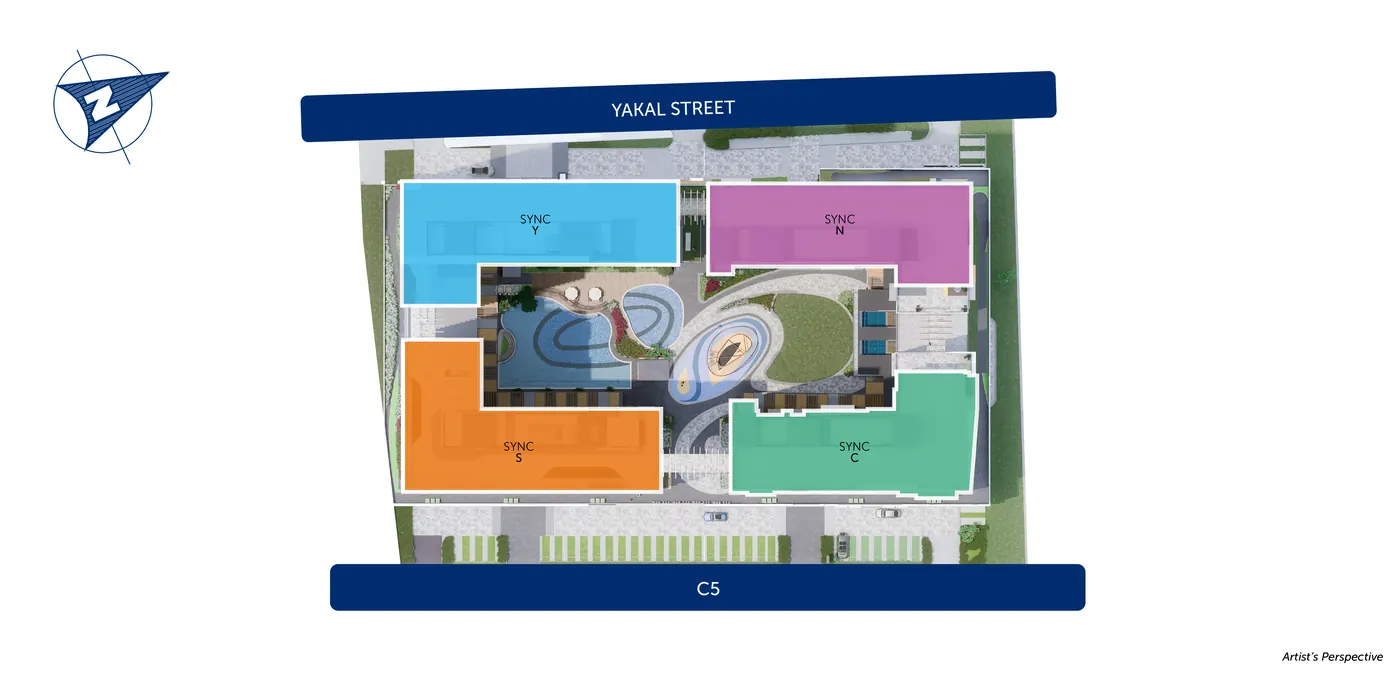 N
YAKAL STREET
SYNC
Y
SYNC
N
SYNC
S
SYNC
C
C5
Artist's Perspective